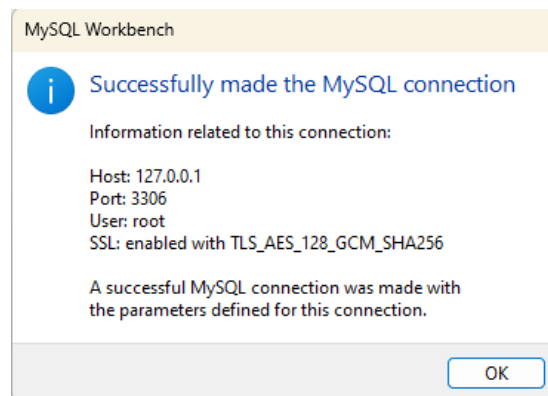 MySQL Workbench
Successfully made the MySQL connection
Information related to this connection:
Host: 127.0.0.1
Port: 3306
User: root
SSL: enabled with TLS_AES_128_GCM_SHA256
A successful MySQL connection was made with
the parameters defined for this connection.
OK